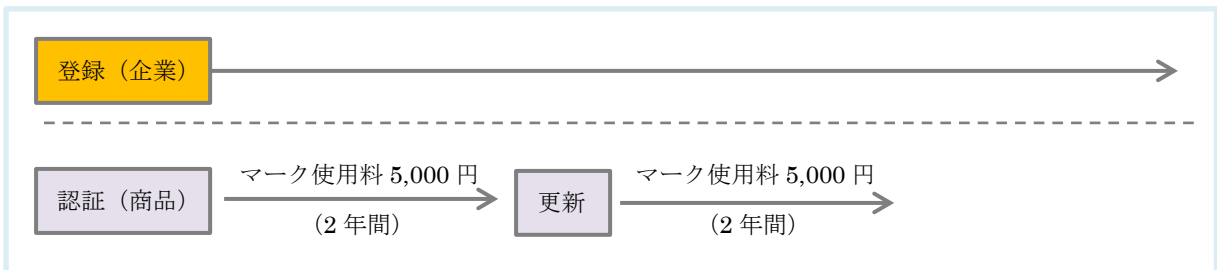 登録（企業）
マーク使用料 5,000 円
マーク使用料 5,000 円
認証（商品）
更新
（2 年間）
（2 年間）